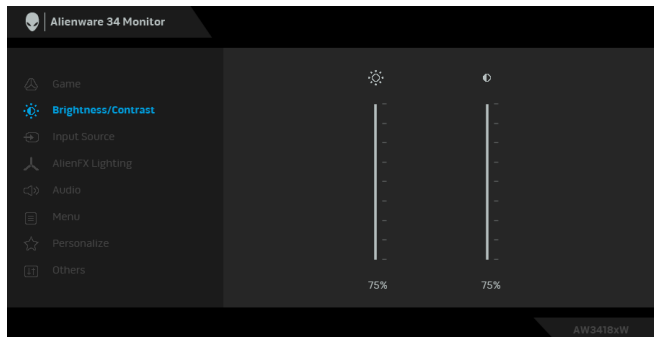 Alienware 34 Monitor
Game
Brightness/Contrast
Input Source
AlienFX Lighting
Audio
Menu
Personalize
Others
75% 75%
AW3418xW